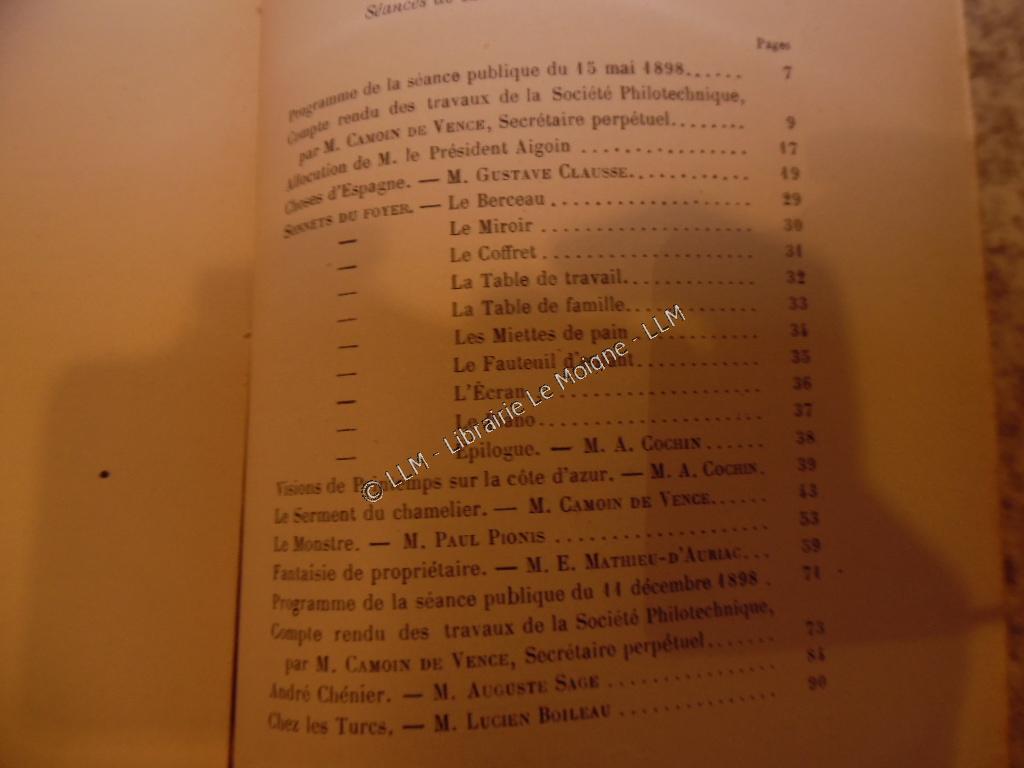 Séances de
Pages
Programme de la séance publique du 15 mai 1898...... 7
Compte rendu des travaux de la Société Philotechnique,
par M. CAMOIN DE VENCE, Secrétaire perpétuel........ 9
Allocution de M. le Président Aigoin ................ 17
Choses d'Espagne. — M. GUSTAVE CLAUSSE............ 19
SONNETS DU FOYER. — Le Berceau .................... 29
— Le Miroir ..................... 30
— Le Coffret ..................... 31
— La Table de travail............. 32
— La Table de famille............. 33
— Les Miettes de pain ........... 34
— Le Fauteuil ............ 35
— L'Écran ..................... 36
— Le ..................... 37
— Épilogue. — M. A. COCHIN...... 38
Visions de Printemps sur la côte d'azur. — M. A. COCHIN. 39
Le Serment du chamelier. — M. CAMOIN DE VENCE...... 43
Le Monstre. — M. PAUL PIONIS ................ 53
Fantaisie de propriétaire. — M. E. MATHIEU-D'AURIAC... 59
Programme de la séance publique du 11 décembre 1898 . 71
Compte rendu des travaux de la Société Philotechnique,
par M. CAMOIN DE VENCE, Secrétaire perpétuel....... 73
André Chénier. — M. AUGUSTE SAGE ............... 84
Chez les Turcs. — M. LUCIEN BOILEAU .............. 90
© LLM - Librairie Le Moigne - LLM